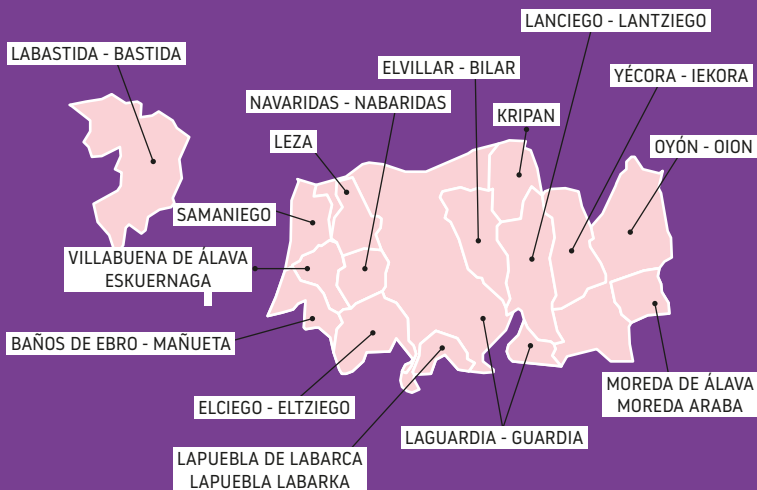 LANCIEGO - LANTZIEGO
LABASTIDA - BASTIDA
ELVILLAR - BILAR
YÉCORA - IEKORA
NAVARIDAS - NABARIDAS
KRIPAN
LEZA
OYÓN - OION
SAMANIEGO
VILLABUENA DE ÁLAVA
ESKUERNAGA
BAÑOS DE EBRO - MAÑUETA
MOREDA DE ÁLAVA
MOREDA ARABA
ELCIEGO - ELTZIEGO
LAGUARDIA - GUARDIA
LAPUEBLA DE LABARCA
LAPUEBLA LABARKA